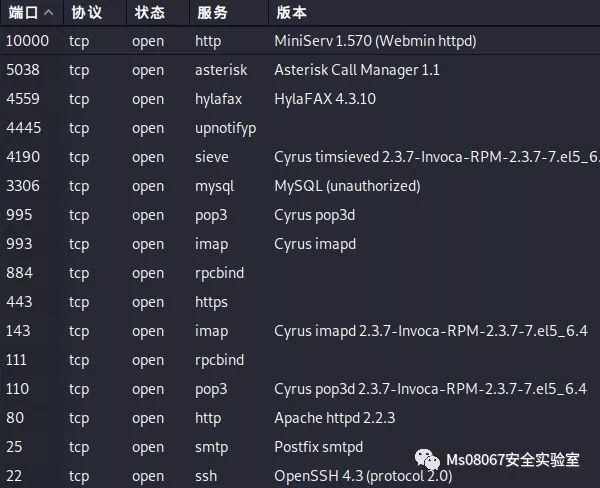 端口 协议 状态 服务 版本
10000 tcp open http MiniServ 1.570 (Webmin httpd)
5038 tcp open asterisk Asterisk Call Manager 1.1
4559 tcp open hylafax HylaFAX 4.3.10
4445 tcp open upnotifyp
4190 tcp open sieve Cyrus timsieved 2.3.7-Invoca-RPM-2.3.7-7.el5_6.
3306 tcp open mysql MySQL (unauthorized)
995 tcp open pop3 Cyrus pop3d
993 tcp open imap Cyrus imapd
884 tcp open rpcbind
443 tcp open https
143 tcp open imap Cyrus imapd 2.3.7-Invoca-RPM-2.3.7-7.el5_6.4
111 tcp open rpcbind
110 tcp open pop3 Cyrus pop3d 2.3.7-Invoca-RPM-2.3.7-7.el5_6.4
80 tcp open http Apache httpd 2.2.3
25 tcp open smtp Postfix smtpd
Ms08067安全实验室
22 tcp open ssh OpenSSH 4.3 (protocol 2.0)